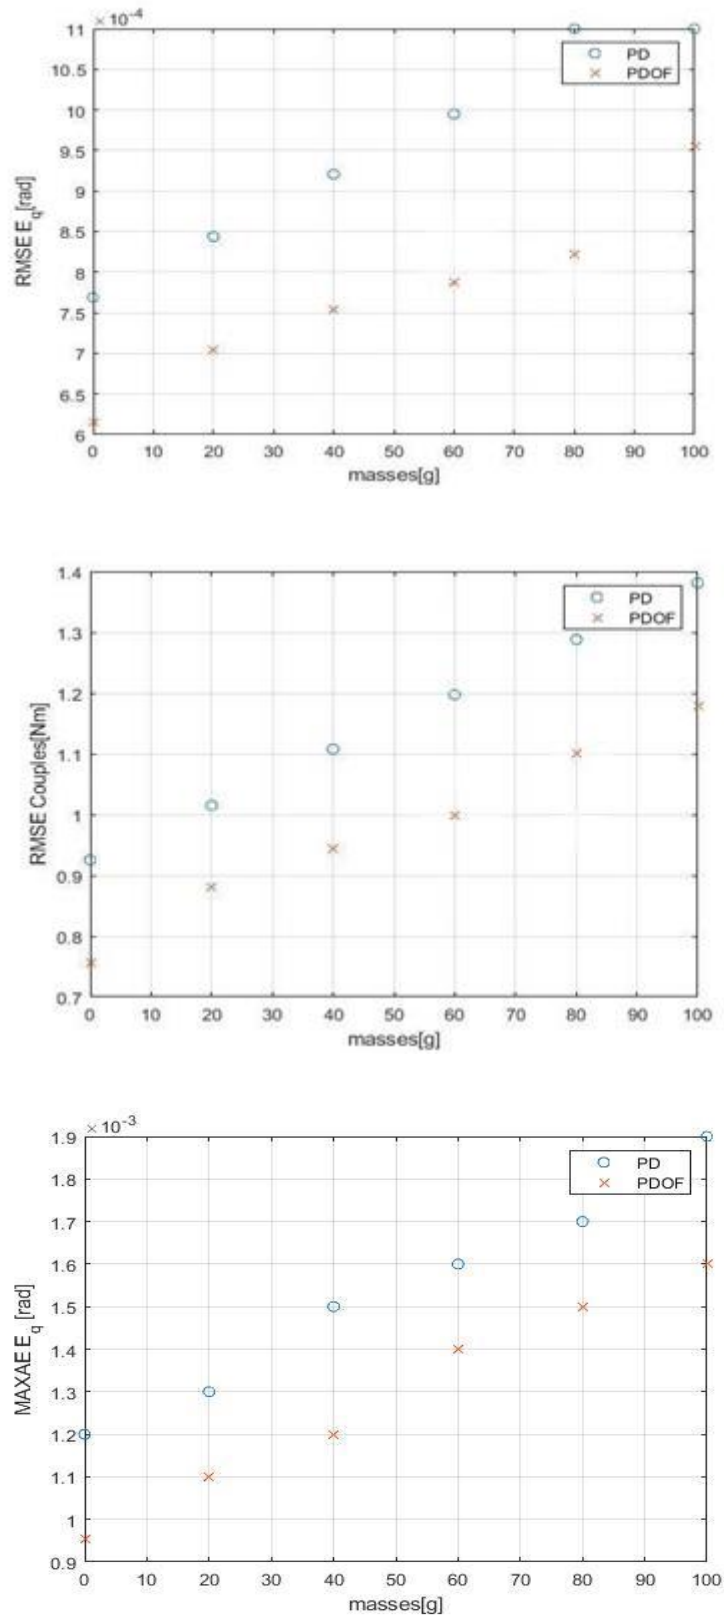 × 10-4
11
10.5
10
9.5
9
8.5
8
7.5
7
6.5
6
RMSE Eq[rad]
PD
PDOF
0 10 20 30 40 50 60 70 80 90 100
masses[g]
1.4
1.3
1.2
1.1
1
0.9
0.8
0.7
RMSE Couples[Nm]
PD
PDOF
0 10 20 30 40 50 60 70 80 90 100
masses[g]
× 10-3
1.9
1.8
1.7
1.6
1.5
1.4
1.3
1.2
1.1
1
0.9
MAXAE Eq [rad]
PD
PDOF
0 10 20 30 40 50 60 70 80 90 100
masses[g]